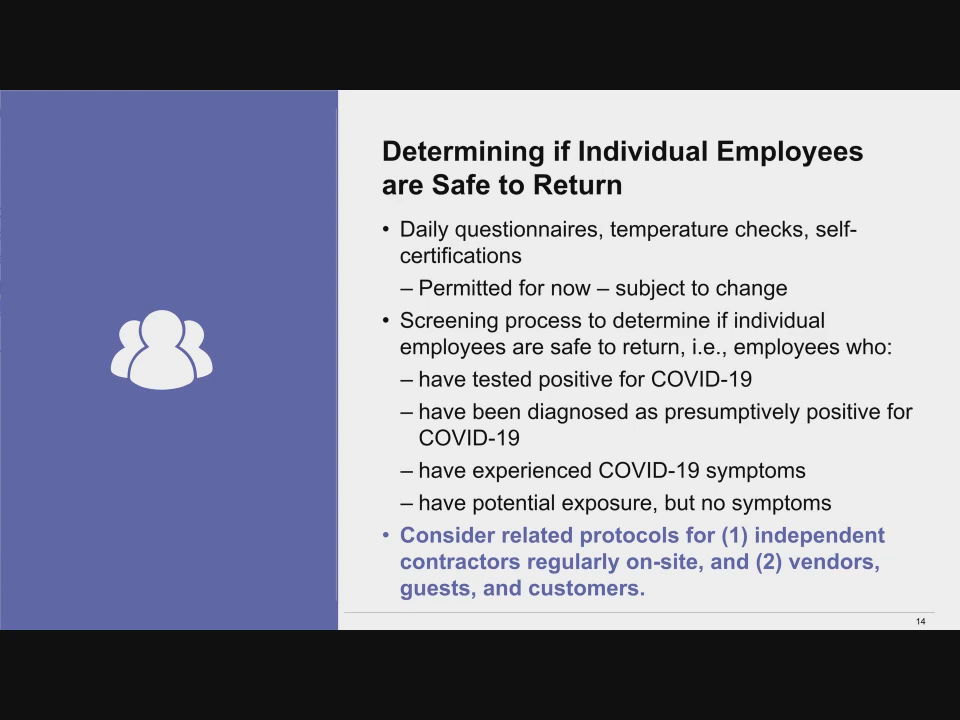 Determining if Individual Employees
are Safe to Return
• Daily questionnaires, temperature checks, self-
certifications
– Permitted for now – subject to change
• Screening process to determine if individual
employees are safe to return, i.e., employees who:
– have tested positive for COVID-19
– have been diagnosed as presumptively positive for
COVID-19
– have experienced COVID-19 symptoms
– have potential exposure, but no symptoms
• Consider related protocols for (1) independent
contractors regularly on-site, and (2) vendors,
guests, and customers.
14